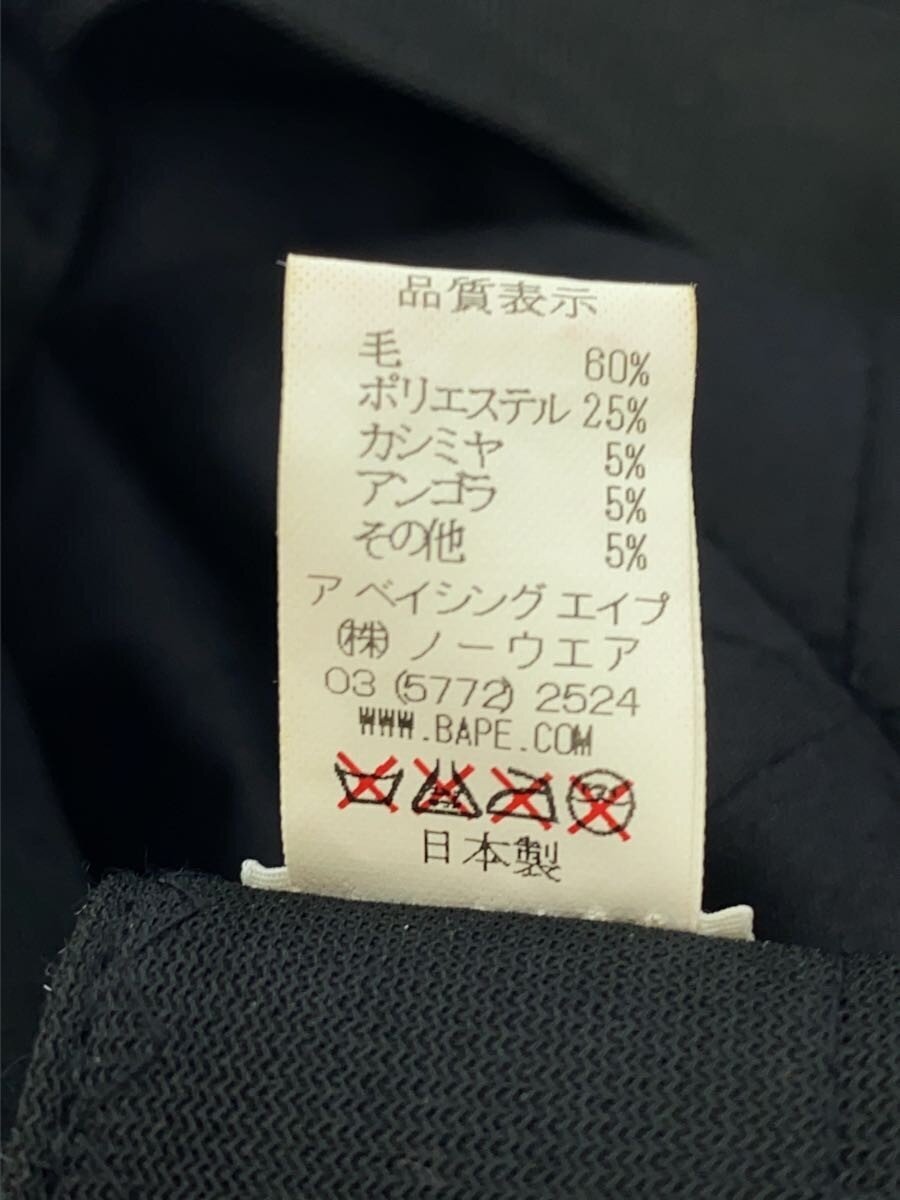 品質表示
毛 60%
ポリエステル 25%
カシミヤ 5%
アンゴラ 5%
その他 5%
ア ベイシング エイプ
㈱ ノーウエア
03 (5772) 2524
WWW.BAPE.COM
日本製